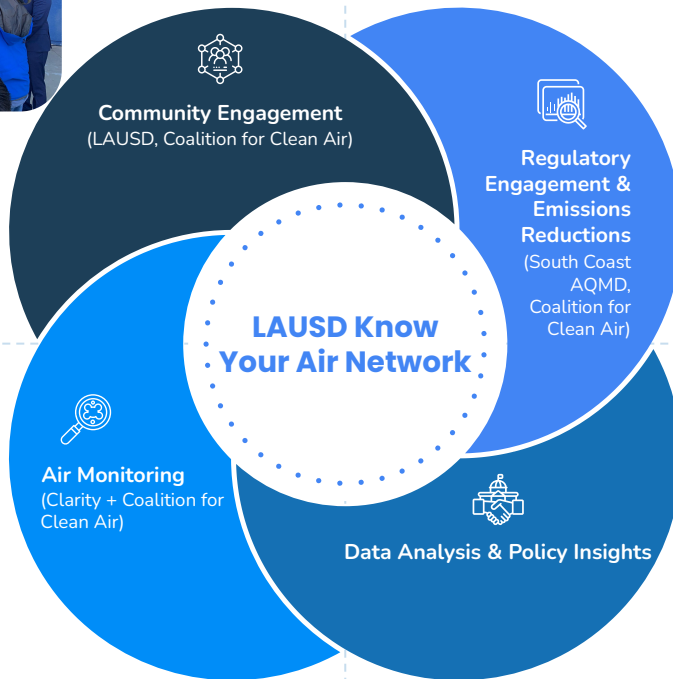 Community Engagement
(LAUSD, Coalition for Clean Air)
Regulatory
Engagement &
Emissions
Reductions
(South Coast
AQMD,
Coalition for
Clean Air)
LAUSD Know
Your Air Network
Air Monitoring
(Clarity + Coalition for
Clean Air)
Data Analysis & Policy Insights